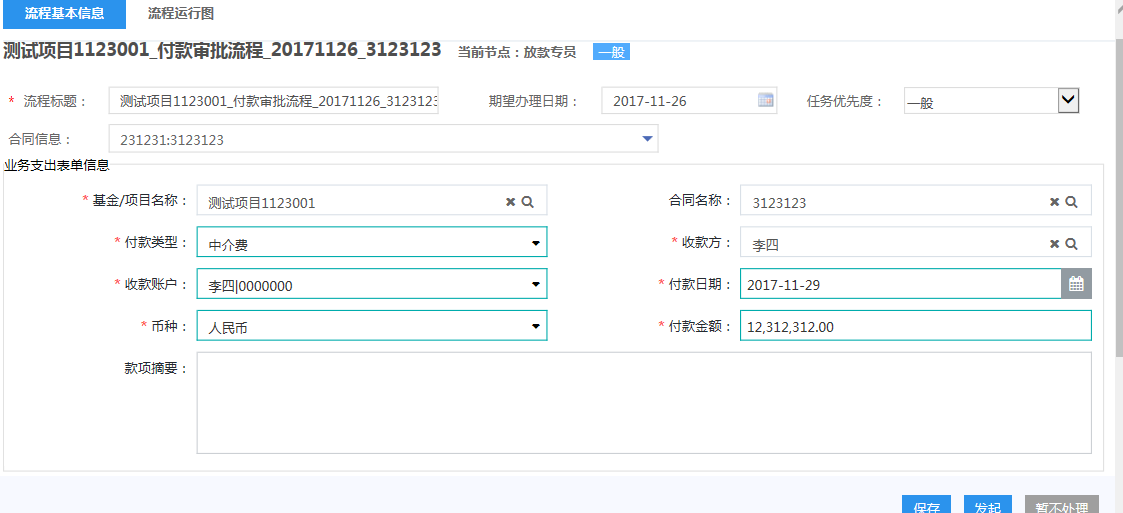 流程基本信息 流程运行图
测试项目1123001_付款审批流程_20171126_3123123 当前节点：放款专员 一般
* 流程标题： 测试项目1123001_付款审批流程_20171126_3123123 期望办理日期： 2017-11-26 任务优先度： 一般
合同信息： 231231:3123123
业务支出表单信息
* 基金/项目名称： 测试项目1123001 合同名称： 3123123
* 付款类型： 中介费 * 收款方： 李四
* 收款账户： 李四|0000000 * 付款日期： 2017-11-29
* 币种： 人民币 * 付款金额： 12,312,312.00
款项摘要：
保存 发起 暂不处理